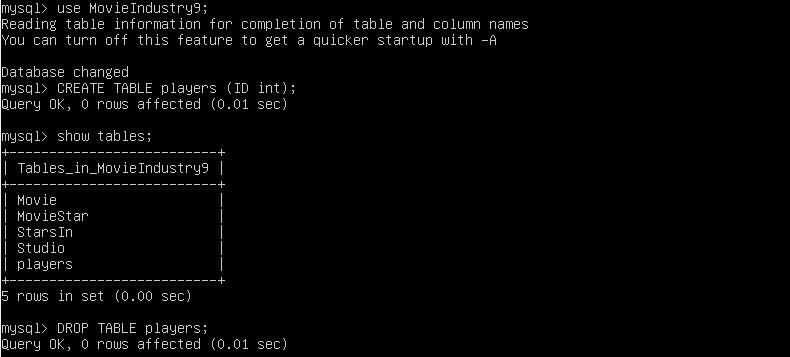 mysql> use MovieIndustry9;
Reading table information for completion of table and column names
You can turn off this feature to get a quicker startup with -A
Database changed
mysql> CREATE TABLE players (ID int);
Query OK, 0 rows affected (0.01 sec)
mysql> show tables;
+--------------------------+
| Tables_in_MovieIndustry9 |
+--------------------------+
| Movie                    |
| MovieStar                |
| StarsIn                  |
| Studio                   |
| players                  |
+--------------------------+
5 rows in set (0.00 sec)
mysql> DROP TABLE players;
Query OK, 0 rows affected (0.01 sec)